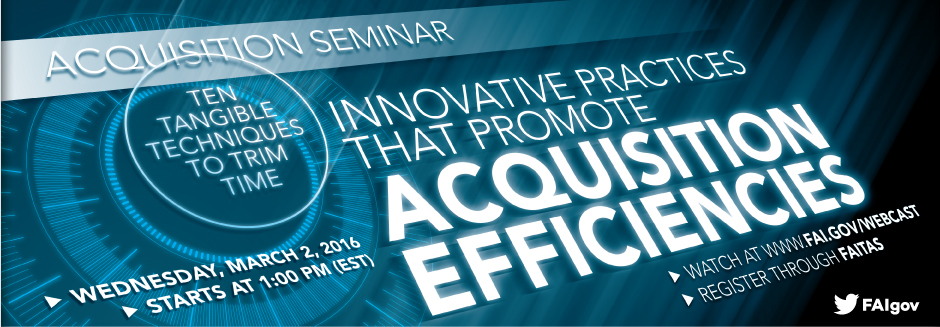 ACQUISITION SEMINAR
TEN
TANGIBLE
TECHNIQUES
TO TRIM
TIME
INNOVATIVE PRACTICES
THAT PROMOTE
ACQUISITION
EFFICIENCIES
WEDNESDAY, MARCH 2, 2016
STARTS AT 1:00 PM (EST)
WATCH AT WWW.FAI.GOV/WEBCAST
REGISTER THROUGH FAITAS
FAIgov